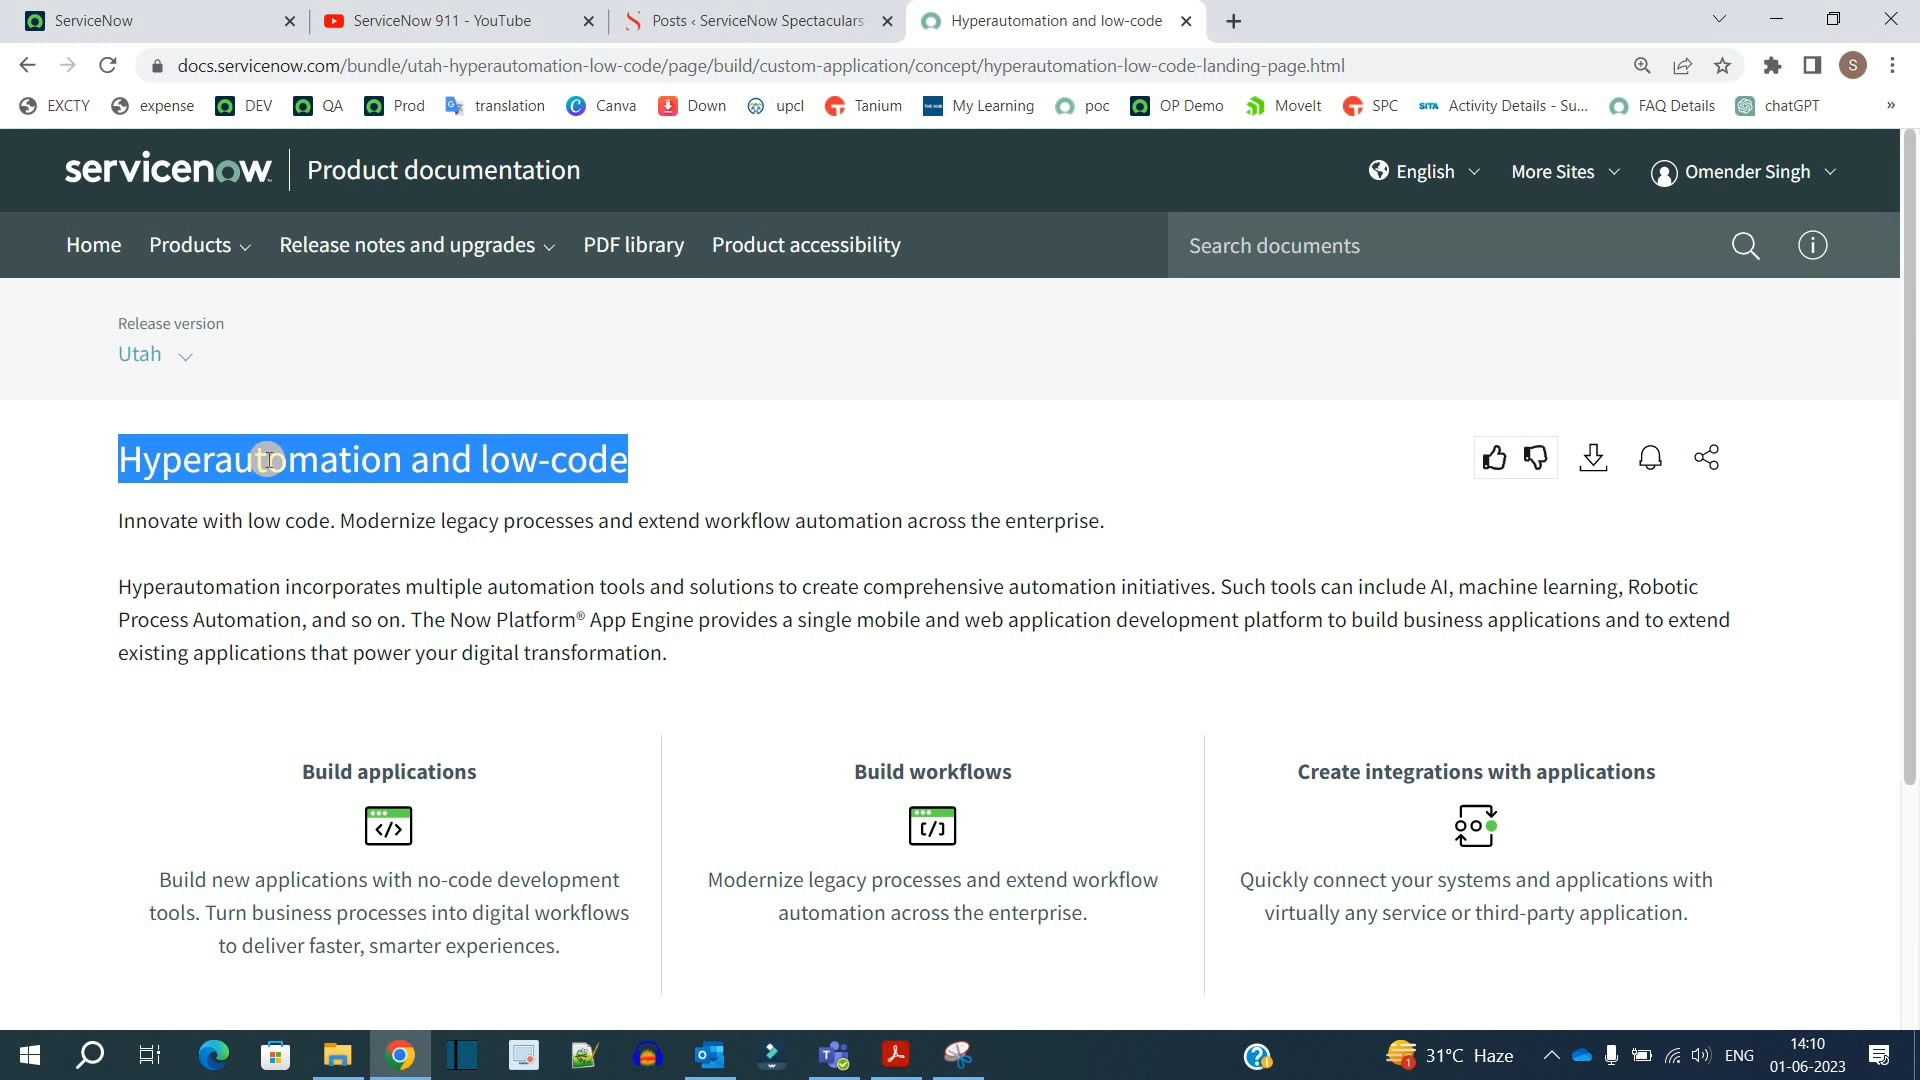 ServiceNow
ServiceNow 911 - YouTube
Posts ‹ ServiceNow Spectaculars
Hyperautomation and low-code
docs.servicenow.com/bundle/utah-hyperautomation-low-code/page/build/custom-application/concept/hyperautomation-low-code-landing-page.html
S
EXCTY
expense
DEV
QA
Prod
translation
Canva
Down
upcl
Tanium
My Learning
poc
OP Demo
MoveIt
SPC
SITA
Activity Details - Su...
FAQ Details
chatGPT
»
servicenow
Product documentation
English
More Sites
Omender Singh
Home
Products
Release notes and upgrades
PDF library
Product accessibility
Search documents
Release version
Utah
Hyperautomation and low-code
Innovate with low code. Modernize legacy processes and extend workflow automation across the enterprise.
Hyperautomation incorporates multiple automation tools and solutions to create comprehensive automation initiatives. Such tools can include AI, machine learning, Robotic
Process Automation, and so on. The Now Platform® App Engine provides a single mobile and web application development platform to build business applications and to extend
existing applications that power your digital transformation.
Build applications
Build new applications with no-code development
tools. Turn business processes into digital workflows
to deliver faster, smarter experiences.
Build workflows
Modernize legacy processes and extend workflow
automation across the enterprise.
Create integrations with applications
Quickly connect your systems and applications with
virtually any service or third-party application.
1
31°C Haze
ENG
14:10
01-06-2023